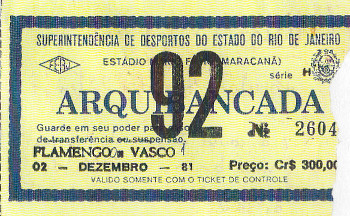 SUPERINTENDÊNCIA DE DESPORTOS DO ESTADO DO RIO DE JANEIRO
ESTÁDIO MARACANÃ)
série H
92
ARQUIBANCADA
Guarde em seu poder para
de transferência ou suspensão.
Nº 2604
FLAMENGO VASCO
02 — DEZEMBRO — 81 Preço: Cr$ 300,00
VALIDO SOMENTE COM O TICKET DE CONTROLE